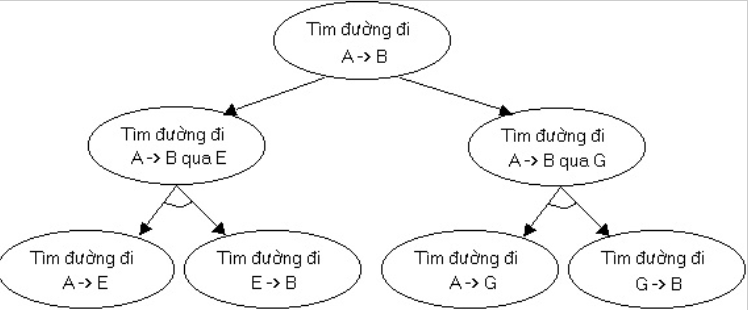 Tìm đường đi
A -> B
Tìm đường đi
A -> B qua E
Tìm đường đi
A -> B qua G
Tìm đường đi
A -> E
Tìm đường đi
E -> B
Tìm đường đi
A -> G
Tìm đường đi
G -> B